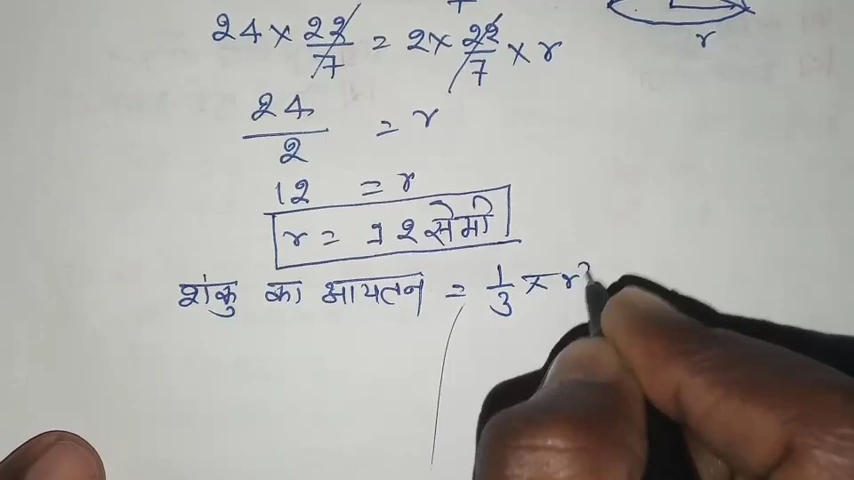 r
24 × 22/7 = 2 × 22/7 × r
24/2 = r
12 = r
r = 12 सेमी
शंकु का आयतन = 1/3 π r²